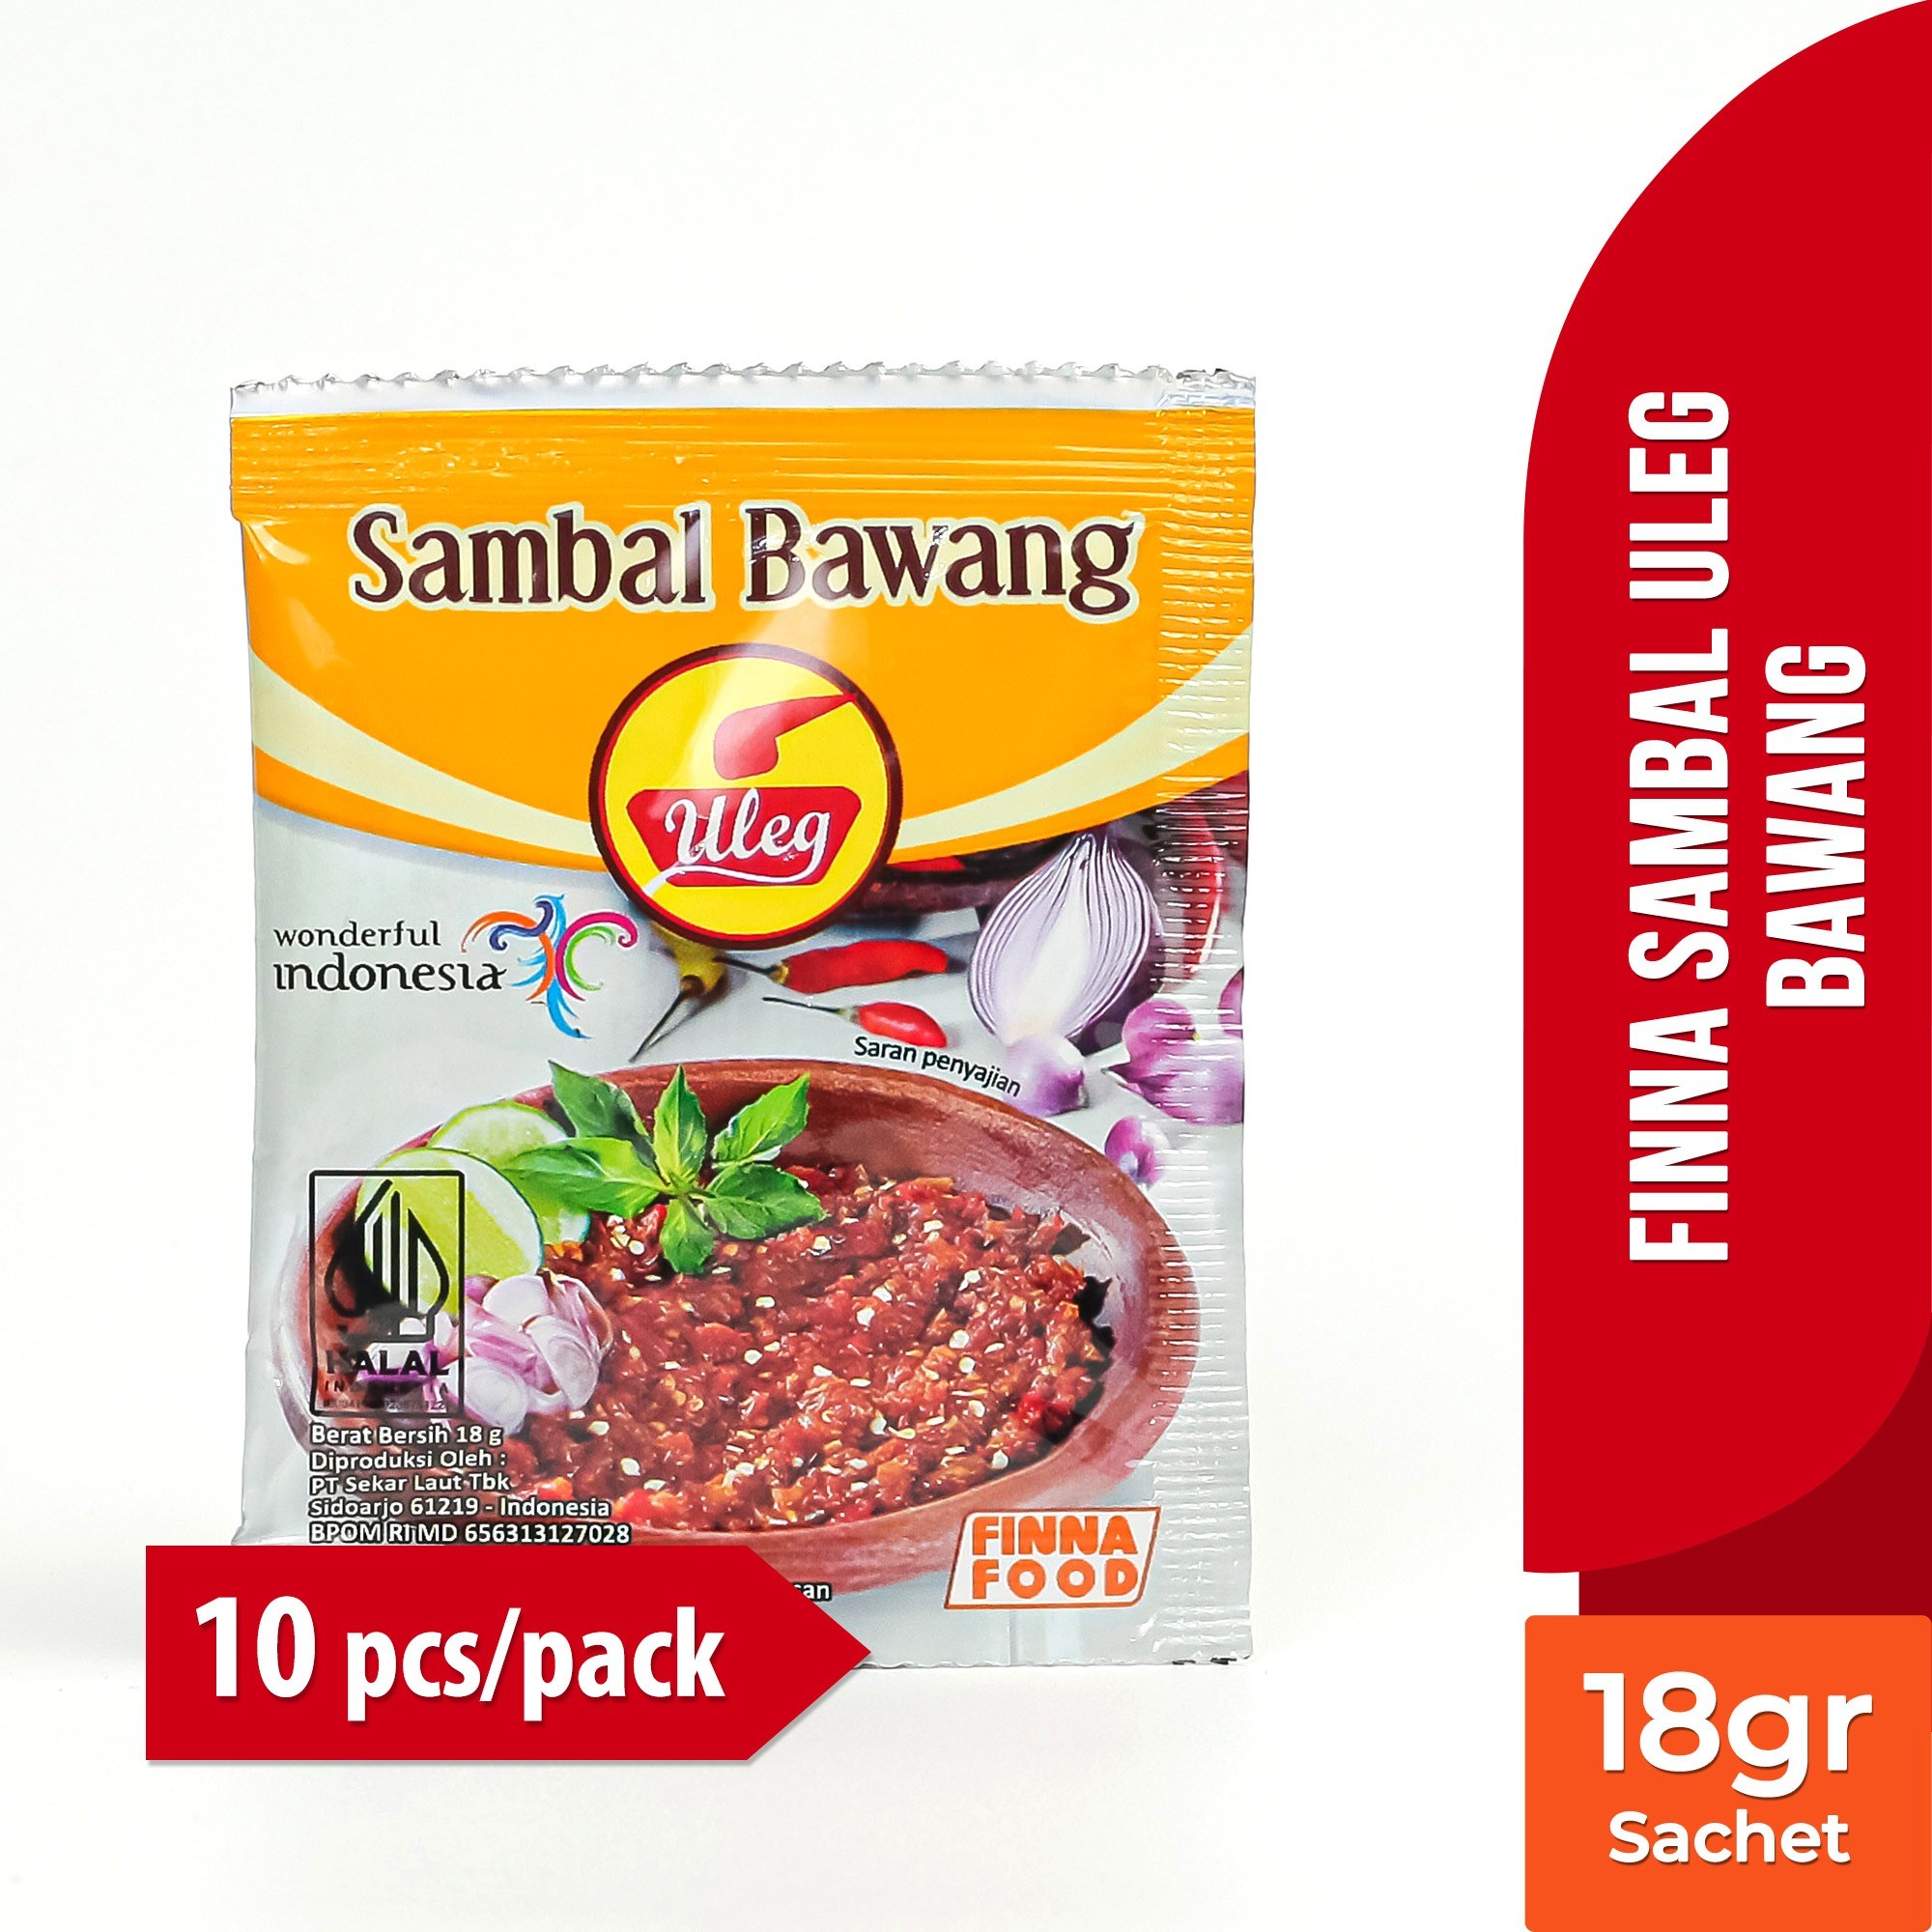 Sambal Bawang
Uleg
wonderful
indonesia
Saran penyajian
HALAL
Berat Bersih 18 g
Diproduksi Oleh :
PT Sekar Laut Tbk
Sidoarjo 61219 - Indonesia
BPOM RI MD 656313127028
FINNA
FOOD
10 pcs/pack
FINNA SAMBAL ULEG
BAWANG
18gr
Sachet